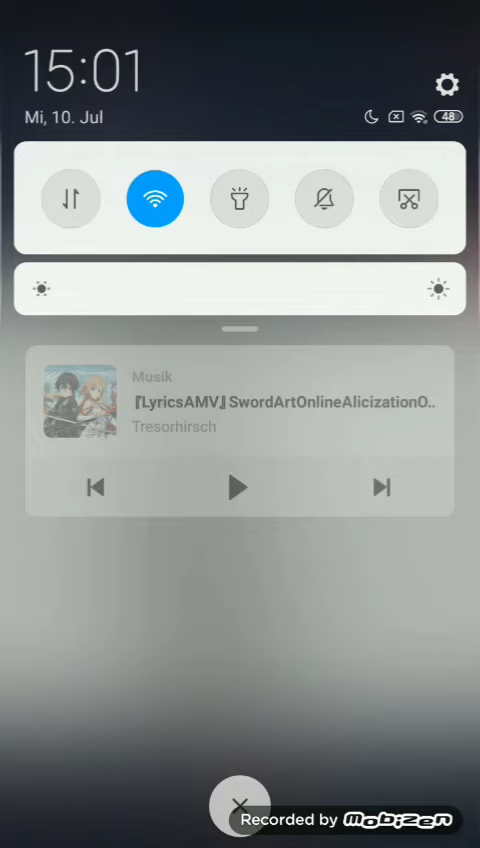 15:01
Mi, 10. Jul
48
Musik
『LyricsAMV』SwordArtOnlineAlicizationO..
Tresorhirsch
Recorded by Mobizen